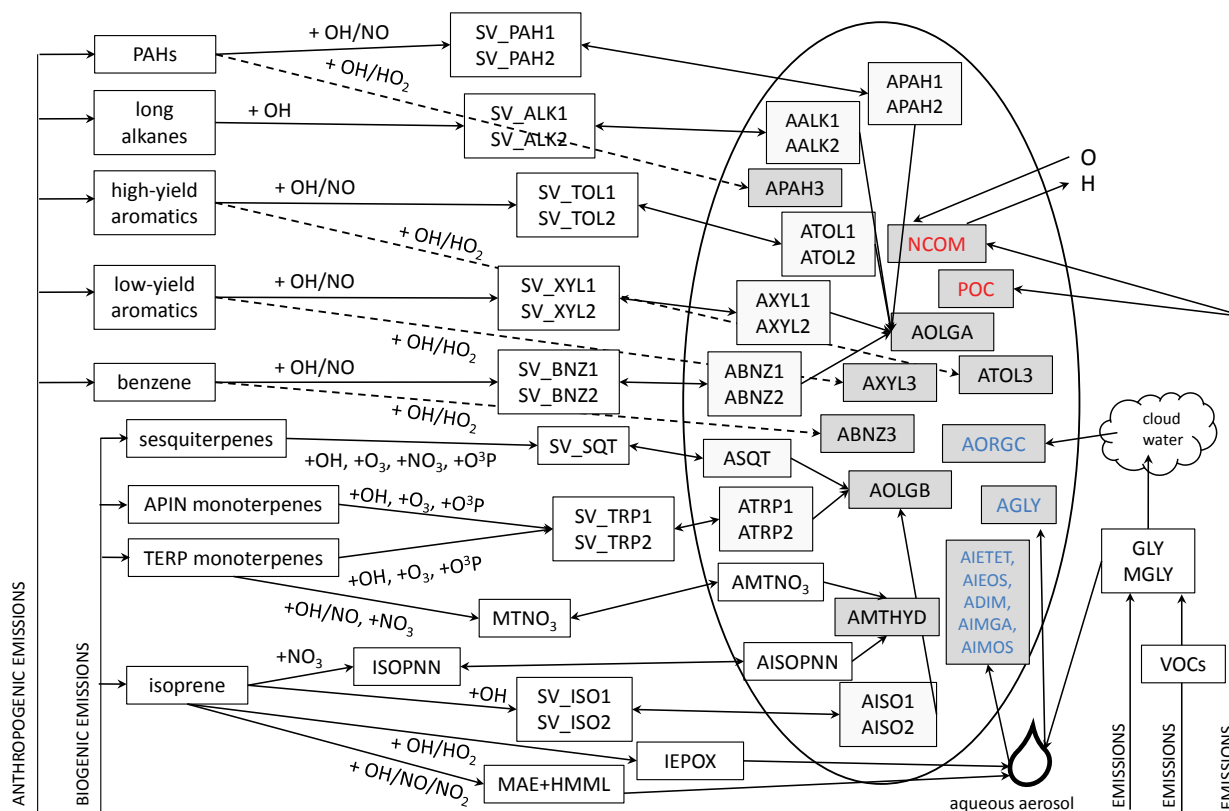 PAHs
+ OH/NO
+ OH/HO2
SV_PAH1
SV_PAH2
APAH1
APAH2
long
alkanes
+ OH
SV_ALK1
SV_ALK2
AALK1
AALK2
APAH3
O
H
high-yield
aromatics
+ OH/NO
+ OH/HO2
SV_TOL1
SV_TOL2
ATOL1
ATOL2
NCOM
POC
low-yield
aromatics
+ OH/NO
+ OH/HO2
SV_XYL1
SV_XYL2
AXYL1
AXYL2
AOLGA
benzene
+ OH/NO
+ OH/HO2
SV_BNZ1
SV_BNZ2
ABNZ1
ABNZ2
AXYL3
ATOL3
ABNZ3
sesquiterpenes
+OH, +O3, +NO3, +O3P
SV_SQT
ASQT
AORGC
cloud
water
APIN monoterpenes
+OH, +O3, +O3P
SV_TRP1
SV_TRP2
ATRP1
ATRP2
AOLGB
AGLY
TERP monoterpenes
+OH, +O3, +O3P
+OH/NO, +NO3
MTNO3
AMTNO3
AMTHYD
AIETET,
AIEOS,
ADIM,
AIMGA,
AIMOS
GLY
MGLY
VOCs
isoprene
+NO3
ISOPNN
AISOPNN
+OH
SV_ISO1
SV_ISO2
AISO1
AISO2
+ OH/HO2
IEPOX
+ OH/NO/NO2
MAE+HMML
aqueous aerosol
ANTHROPOGENIC EMISSIONS
BIOGENIC EMISSIONS
EMISSIONS
EMISSIONS
EMISSIONS